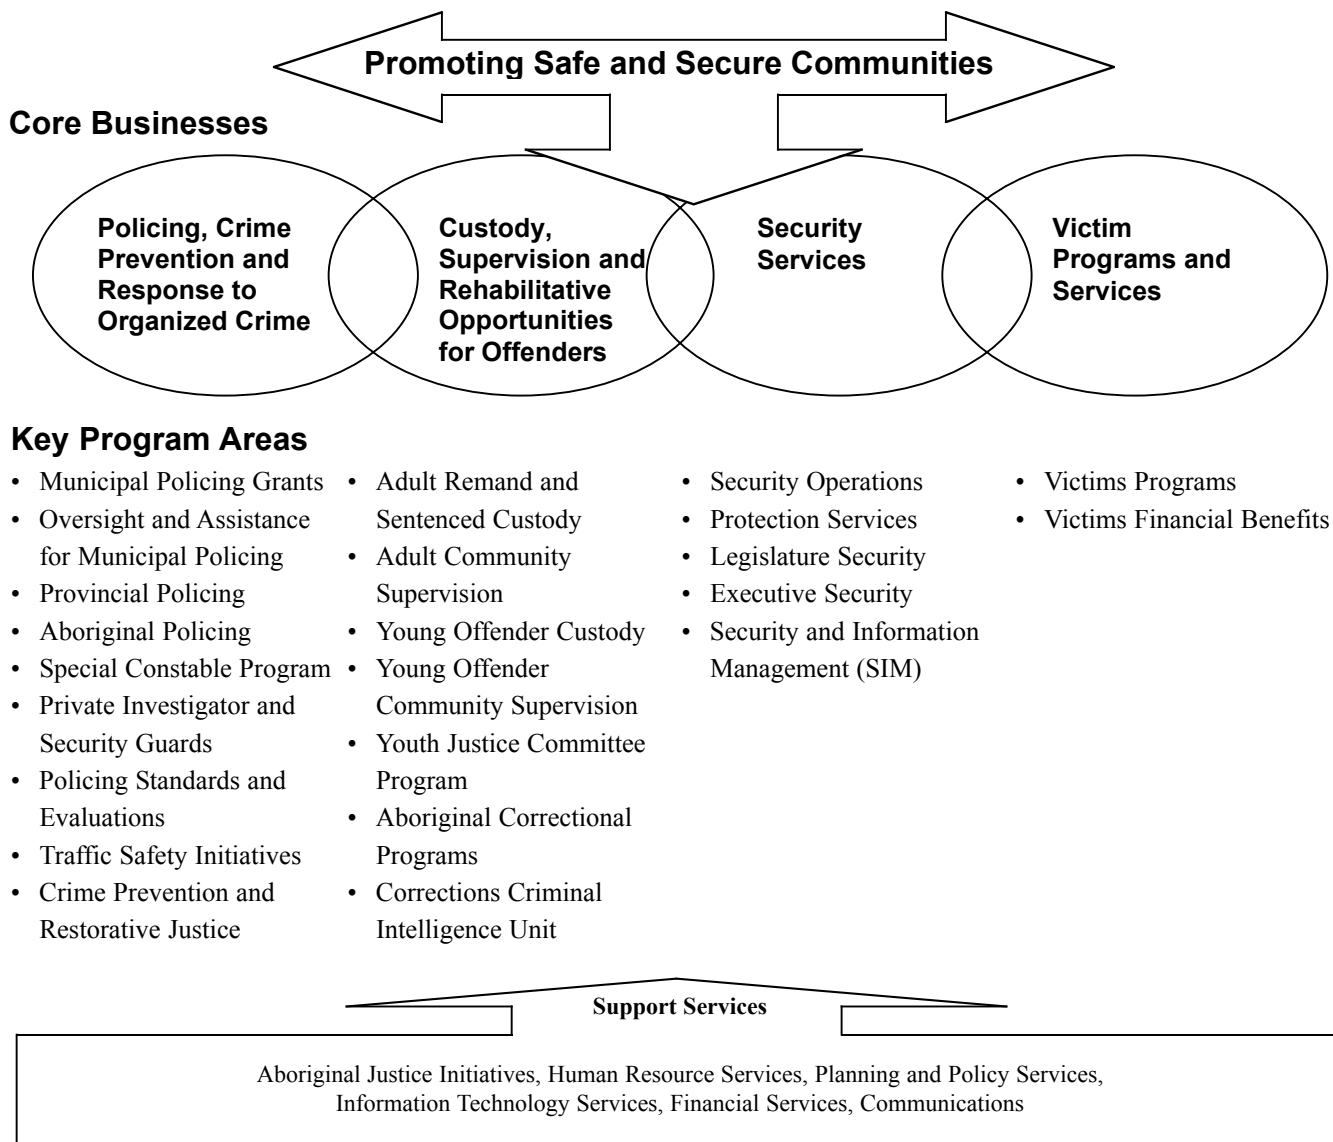 Promoting Safe and Secure Communities
Core Businesses
Policing, Crime
Prevention and
Response to
Organized Crime
Custody,
Supervision and
Rehabilitative
Opportunities
for Offenders
Security
Services
Victim
Programs and
Services
Key Program Areas
• Municipal Policing Grants
• Oversight and Assistance
for Municipal Policing
• Provincial Policing
• Aboriginal Policing
• Special Constable Program
• Private Investigator and
Security Guards
• Policing Standards and
Evaluations
• Traffic Safety Initiatives
• Crime Prevention and
Restorative Justice
• Adult Remand and
Sentenced Custody
• Adult Community
Supervision
• Young Offender Custody
• Young Offender
Community Supervision
• Youth Justice Committee
Program
• Aboriginal Correctional
Programs
• Corrections Criminal
Intelligence Unit
• Security Operations
• Protection Services
• Legislature Security
• Executive Security
• Security and Information
Management (SIM)
• Victims Programs
• Victims Financial Benefits
Support Services
Aboriginal Justice Initiatives, Human Resource Services, Planning and Policy Services,
Information Technology Services, Financial Services, Communications